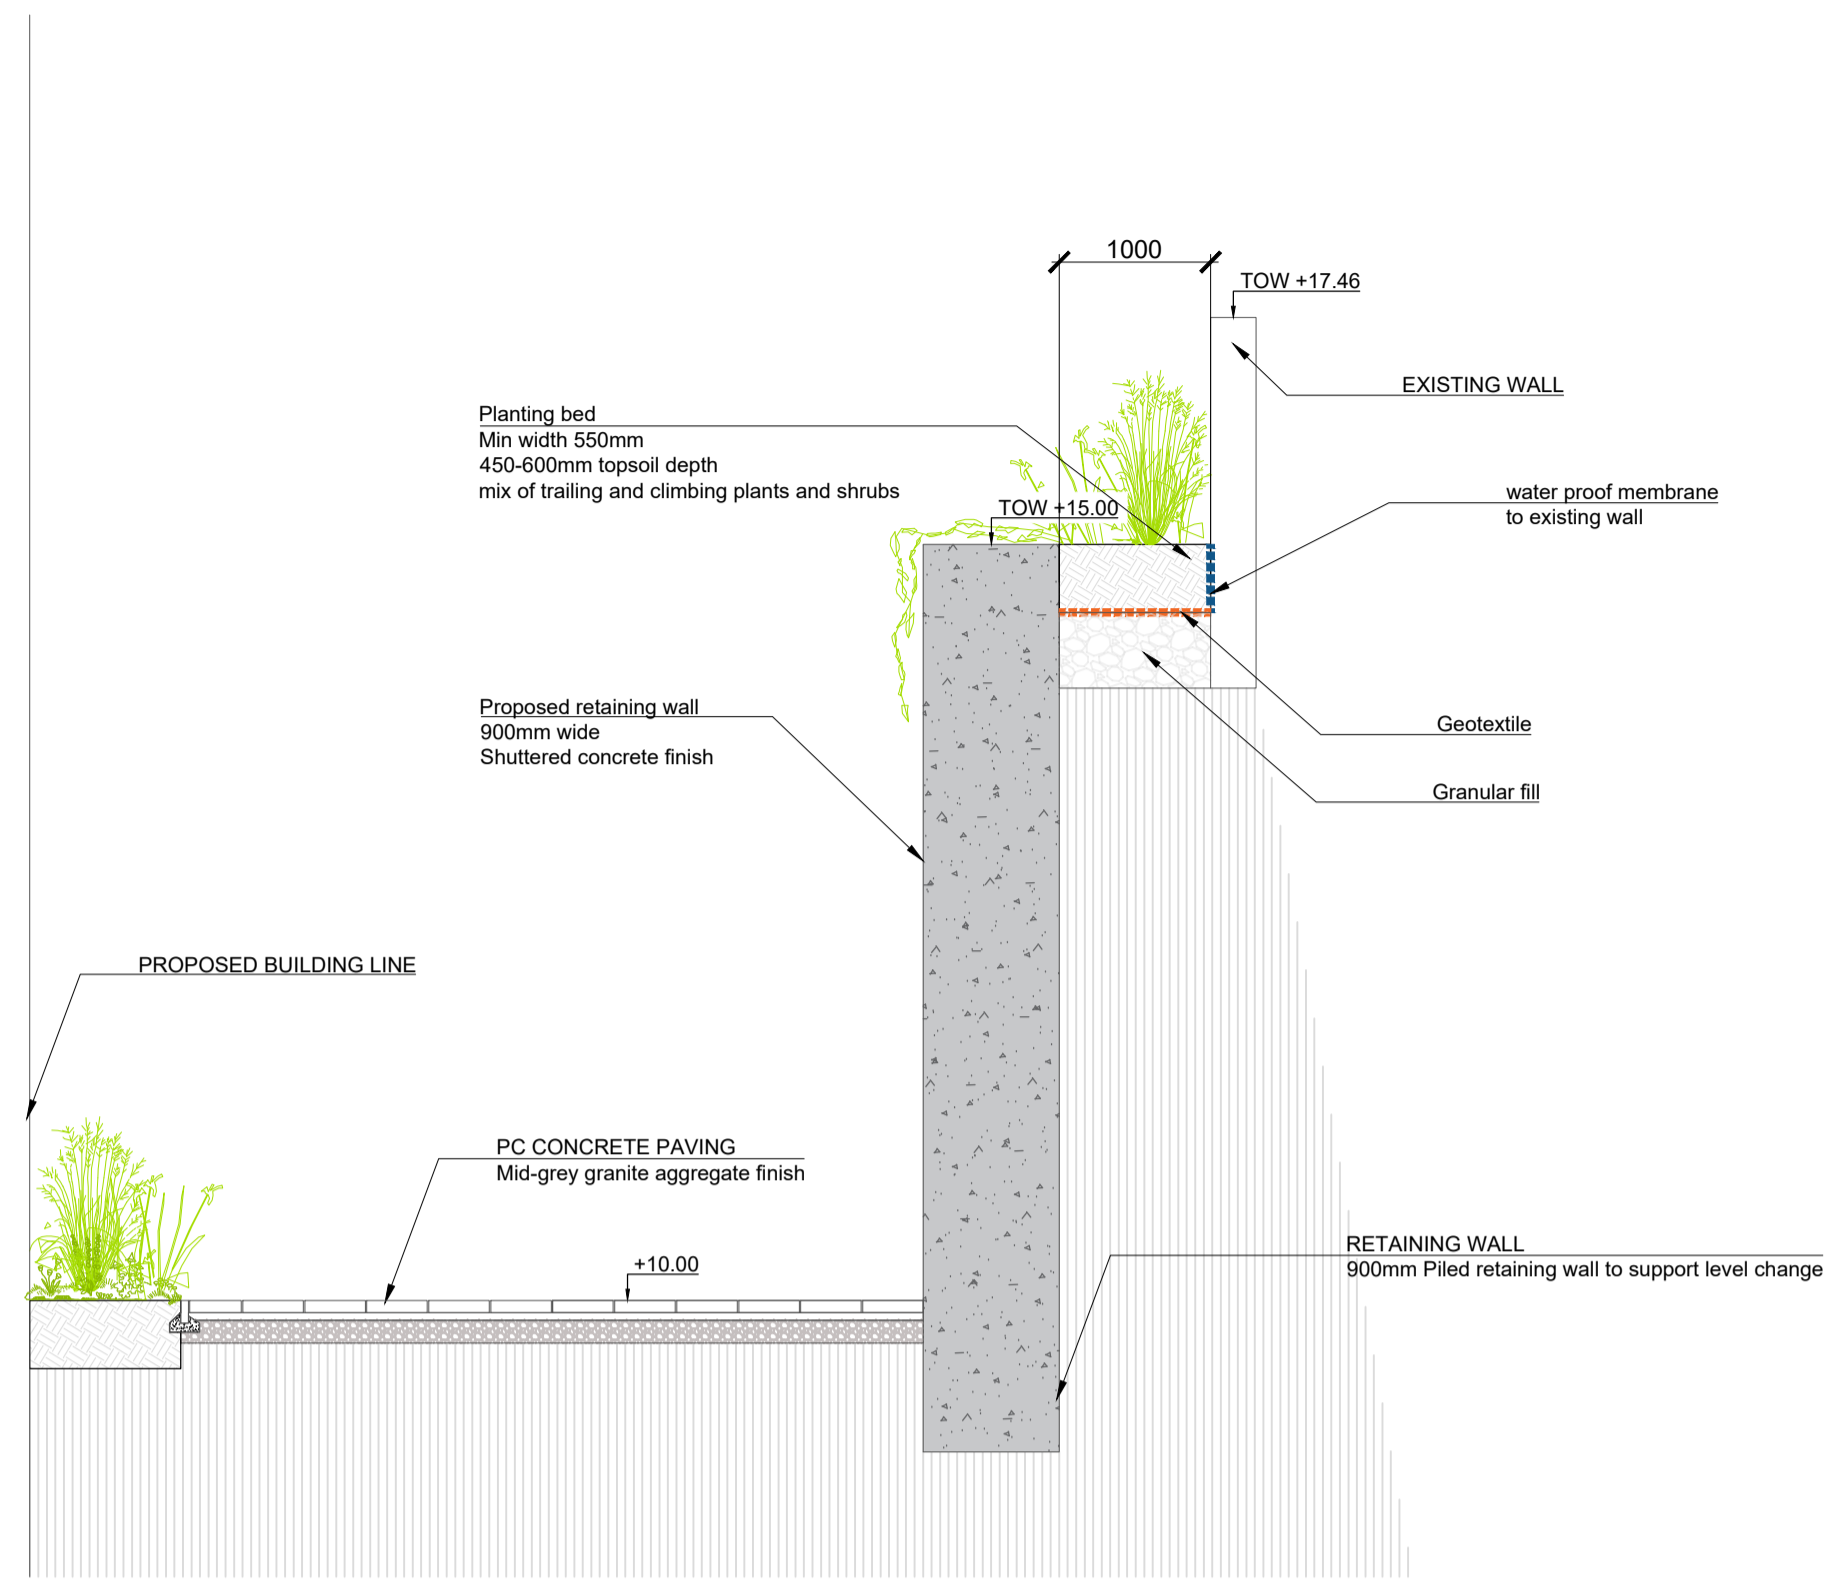 1000
TOW +17.46
EXISTING WALL
Planting bed
Min width 550mm
450-600mm topsoil depth
mix of trailing and climbing plants and shrubs
TOW +15.00
water proof membrane
to existing wall
Proposed retaining wall
900mm wide
Shuttered concrete finish
Geotextile
Granular fill
PROPOSED BUILDING LINE
PC CONCRETE PAVING
Mid-grey granite aggregate finish
+10.00
RETAINING WALL
900mm Piled retaining wall to support level change